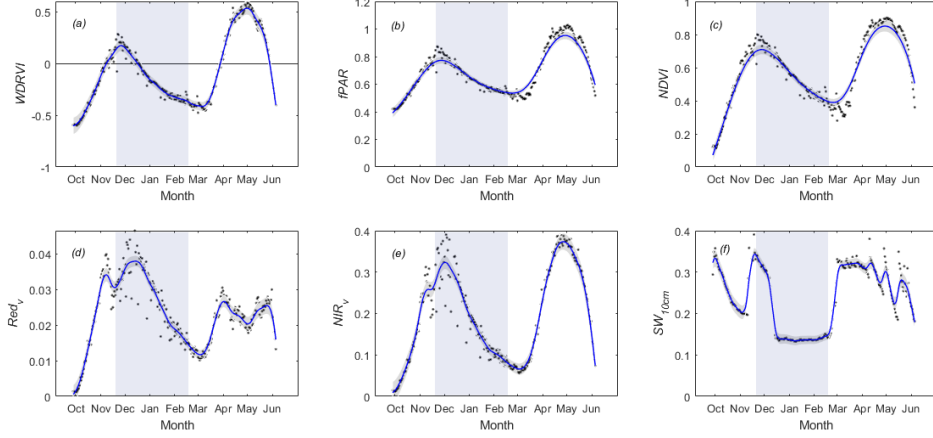 (a)
WDRVI
0.5
0
-0.5
-1
Oct Nov Dec Jan Feb Mar Apr May Jun
Month
(b)
fPAR
1.2
1
0.8
0.6
0.4
0.2
0
Oct Nov Dec Jan Feb Mar Apr May Jun
Month
(c)
NDVI
1
0.8
0.6
0.4
0.2
0
Oct Nov Dec Jan Feb Mar Apr May Jun
Month
(d)
Red_v
0.04
0.03
0.02
0.01
0
Oct Nov Dec Jan Feb Mar Apr May Jun
Month
(e)
NIR_v
0.4
0.3
0.2
0.1
0
Oct Nov Dec Jan Feb Mar Apr May Jun
Month
(f)
SW_10cm
0.4
0.3
0.2
0.1
0
Oct Nov Dec Jan Feb Mar Apr May Jun
Month